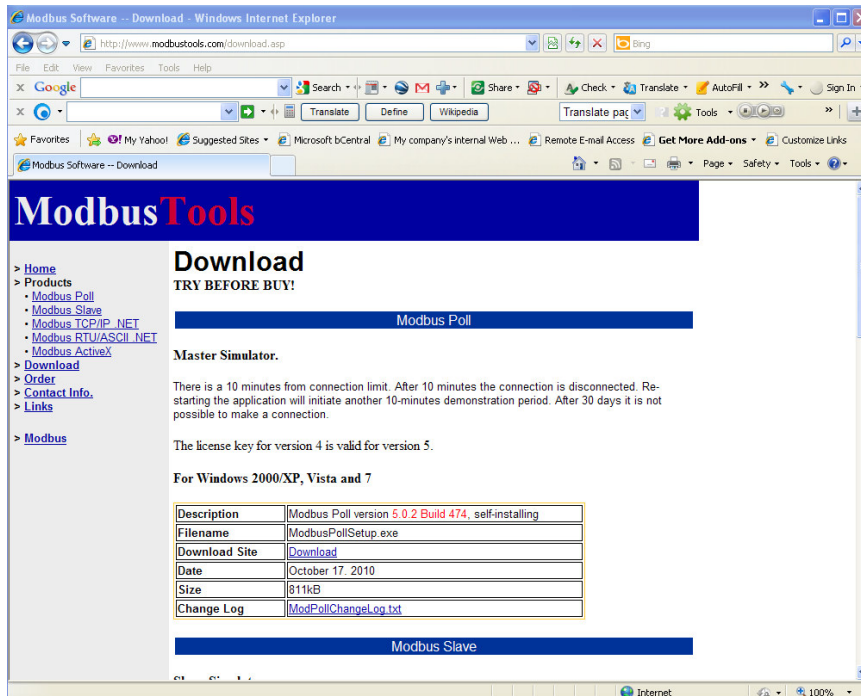 Modbus Software -- Download - Windows Internet Explorer
http://www.modbustools.com/download.asp
Bing
File Edit View Favorites Tools Help
x Google Search Share Check Translate AutoFill » Sign In
x Translate Define Wikipedia Translate pag Tools »
Favorites My Yahoo! Suggested Sites Microsoft bCentral My company's internal Web ... Remote E-mail Access Get More Add-ons Customize Links
Modbus Software -- Download
Page Safety Tools
ModbusTools
> Home
> Products
• Modbus Poll
• Modbus Slave
• Modbus TCP/IP .NET
• Modbus RTU/ASCII .NET
• Modbus ActiveX
> Download
> Order
> Contact Info.
> Links
> Modbus
Download
TRY BEFORE BUY!
Modbus Poll
Master Simulator.
There is a 10 minutes from connection limit. After 10 minutes the connection is disconnected. Re-
starting the application will initiate another 10-minutes demonstration period. After 30 days it is not
possible to make a connection.
The license key for version 4 is valid for version 5.
For Windows 2000/XP, Vista and 7
Description Modbus Poll version 5.0.2 Build 474, self-installing
Filename ModbusPollSetup.exe
Download Site Download
Date October 17. 2010
Size 811kB
Change Log ModPollChangeLog.txt
Modbus Slave
Internet 100%